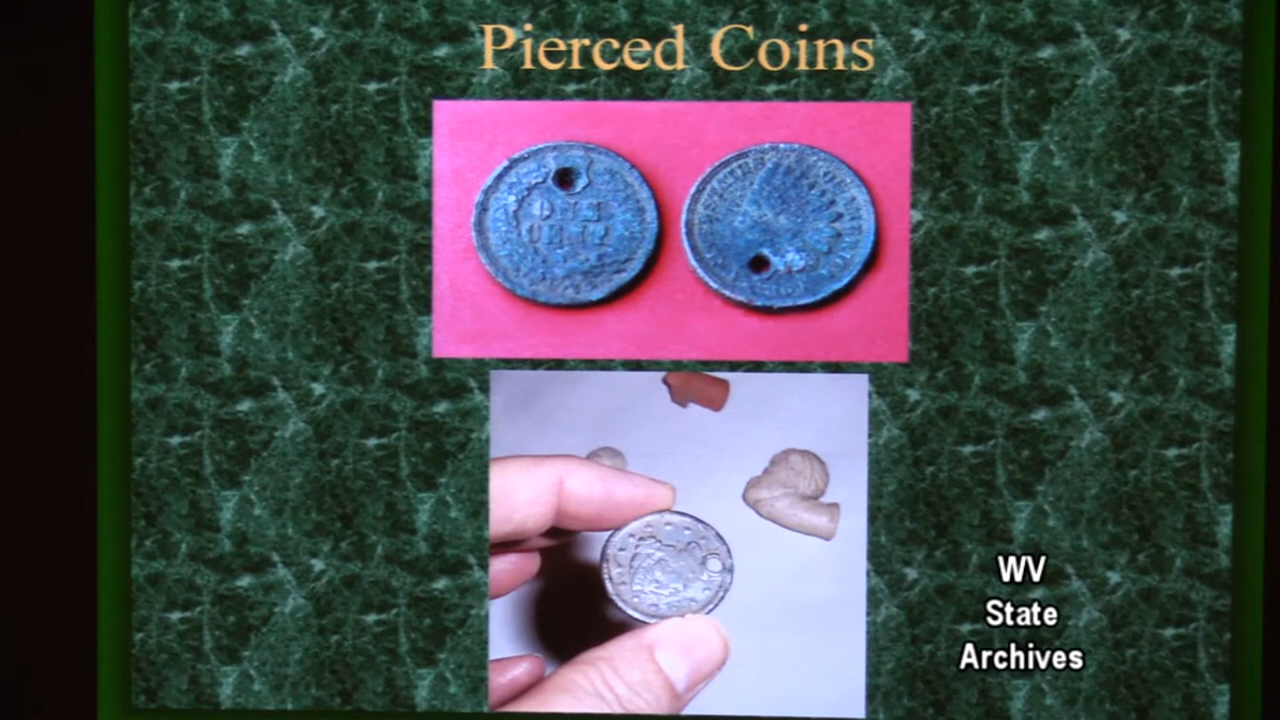 Pierced Coins
ONE
CENT
WV
State
Archives